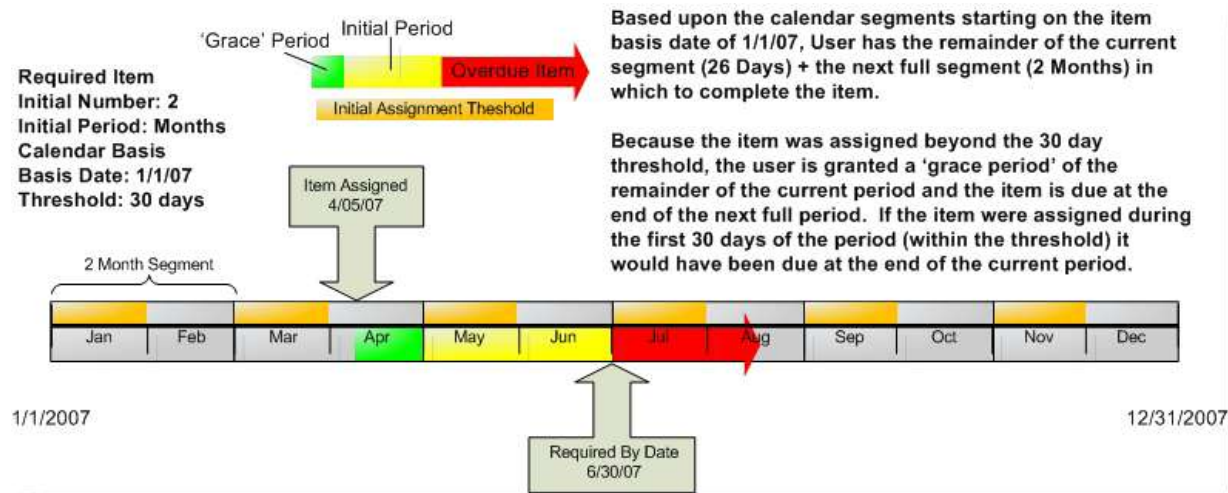 'Grace' Period
Initial Period
Overdue Item
Initial Assignment Theshold
Required Item
Initial Number: 2
Initial Period: Months
Calendar Basis
Basis Date: 1/1/07
Threshold: 30 days
Based upon the calendar segments starting on the item
basis date of 1/1/07, User has the remainder of the current
segment (26 Days) + the next full segment (2 Months) in
which to complete the item.
Because the item was assigned beyond the 30 day
threshold, the user is granted a 'grace period' of the
remainder of the current period and the item is due at the
end of the next full period.  If the item were assigned during
the first 30 days of the period (within the threshold) it
would have been due at the end of the current period.
Item Assigned
4/05/07
2 Month Segment
Jan Feb Mar Apr May Jun Jul Aug Sep Oct Nov Dec
1/1/2007
12/31/2007
Required By Date
6/30/07